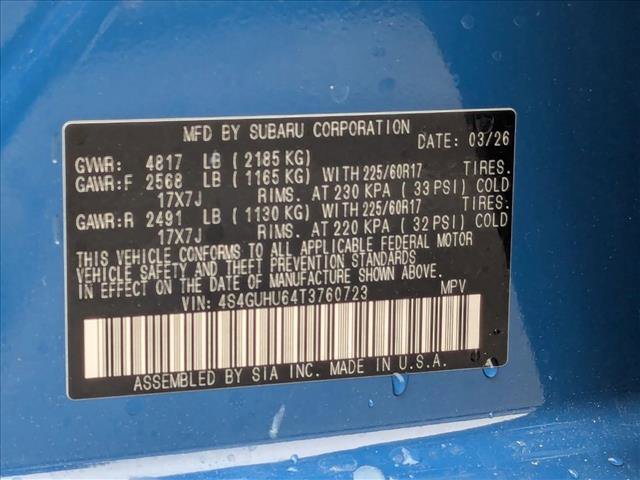 MFD BY SUBARU CORPORATION DATE: 03/26
GVWR: 4817 LB (2185 KG)
GAWR:F 2568 LB (1165 KG) WITH 225/60R17 TIRES.
17X7J RIMS. AT 230 KPA (33 PSI) COLD
GAWR:R 2491 LB (1130 KG) WITH 225/60R17 TIRES.
17X7J RIMS. AT 220 KPA (32 PSI) COLD
THIS VEHICLE CONFORMS TO ALL APPLICABLE FEDERAL MOTOR
VEHICLE SAFETY AND THEFT PREVENTION STANDARDS
IN EFFECT ON THE DATE OF MANUFACTURE SHOWN ABOVE.
VIN: 4S4GUHU64T3760723 MPV
ASSEMBLED BY SIA INC. MADE IN U.S.A.